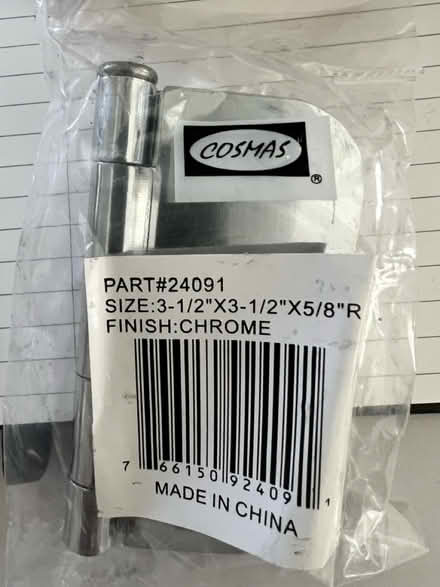 COSMAS
®
PART#24091
SIZE:3-1/2"X3-1/2"X5/8"R
FINISH:CHROME
7 66150 92409 1
MADE IN CHINA